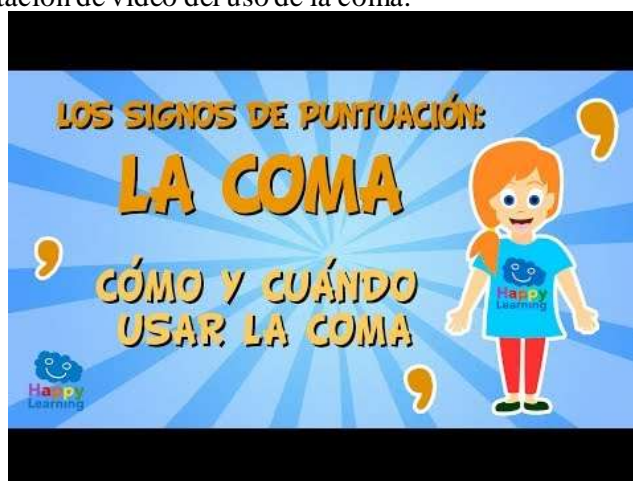 tación de video del uso de la coma.
LOS SIGNOS DE PUNTUACIÓN:
LA COMA
CÓMO Y CUÁNDO
USAR LA COMA
Happy
Learning
Happy
Learning